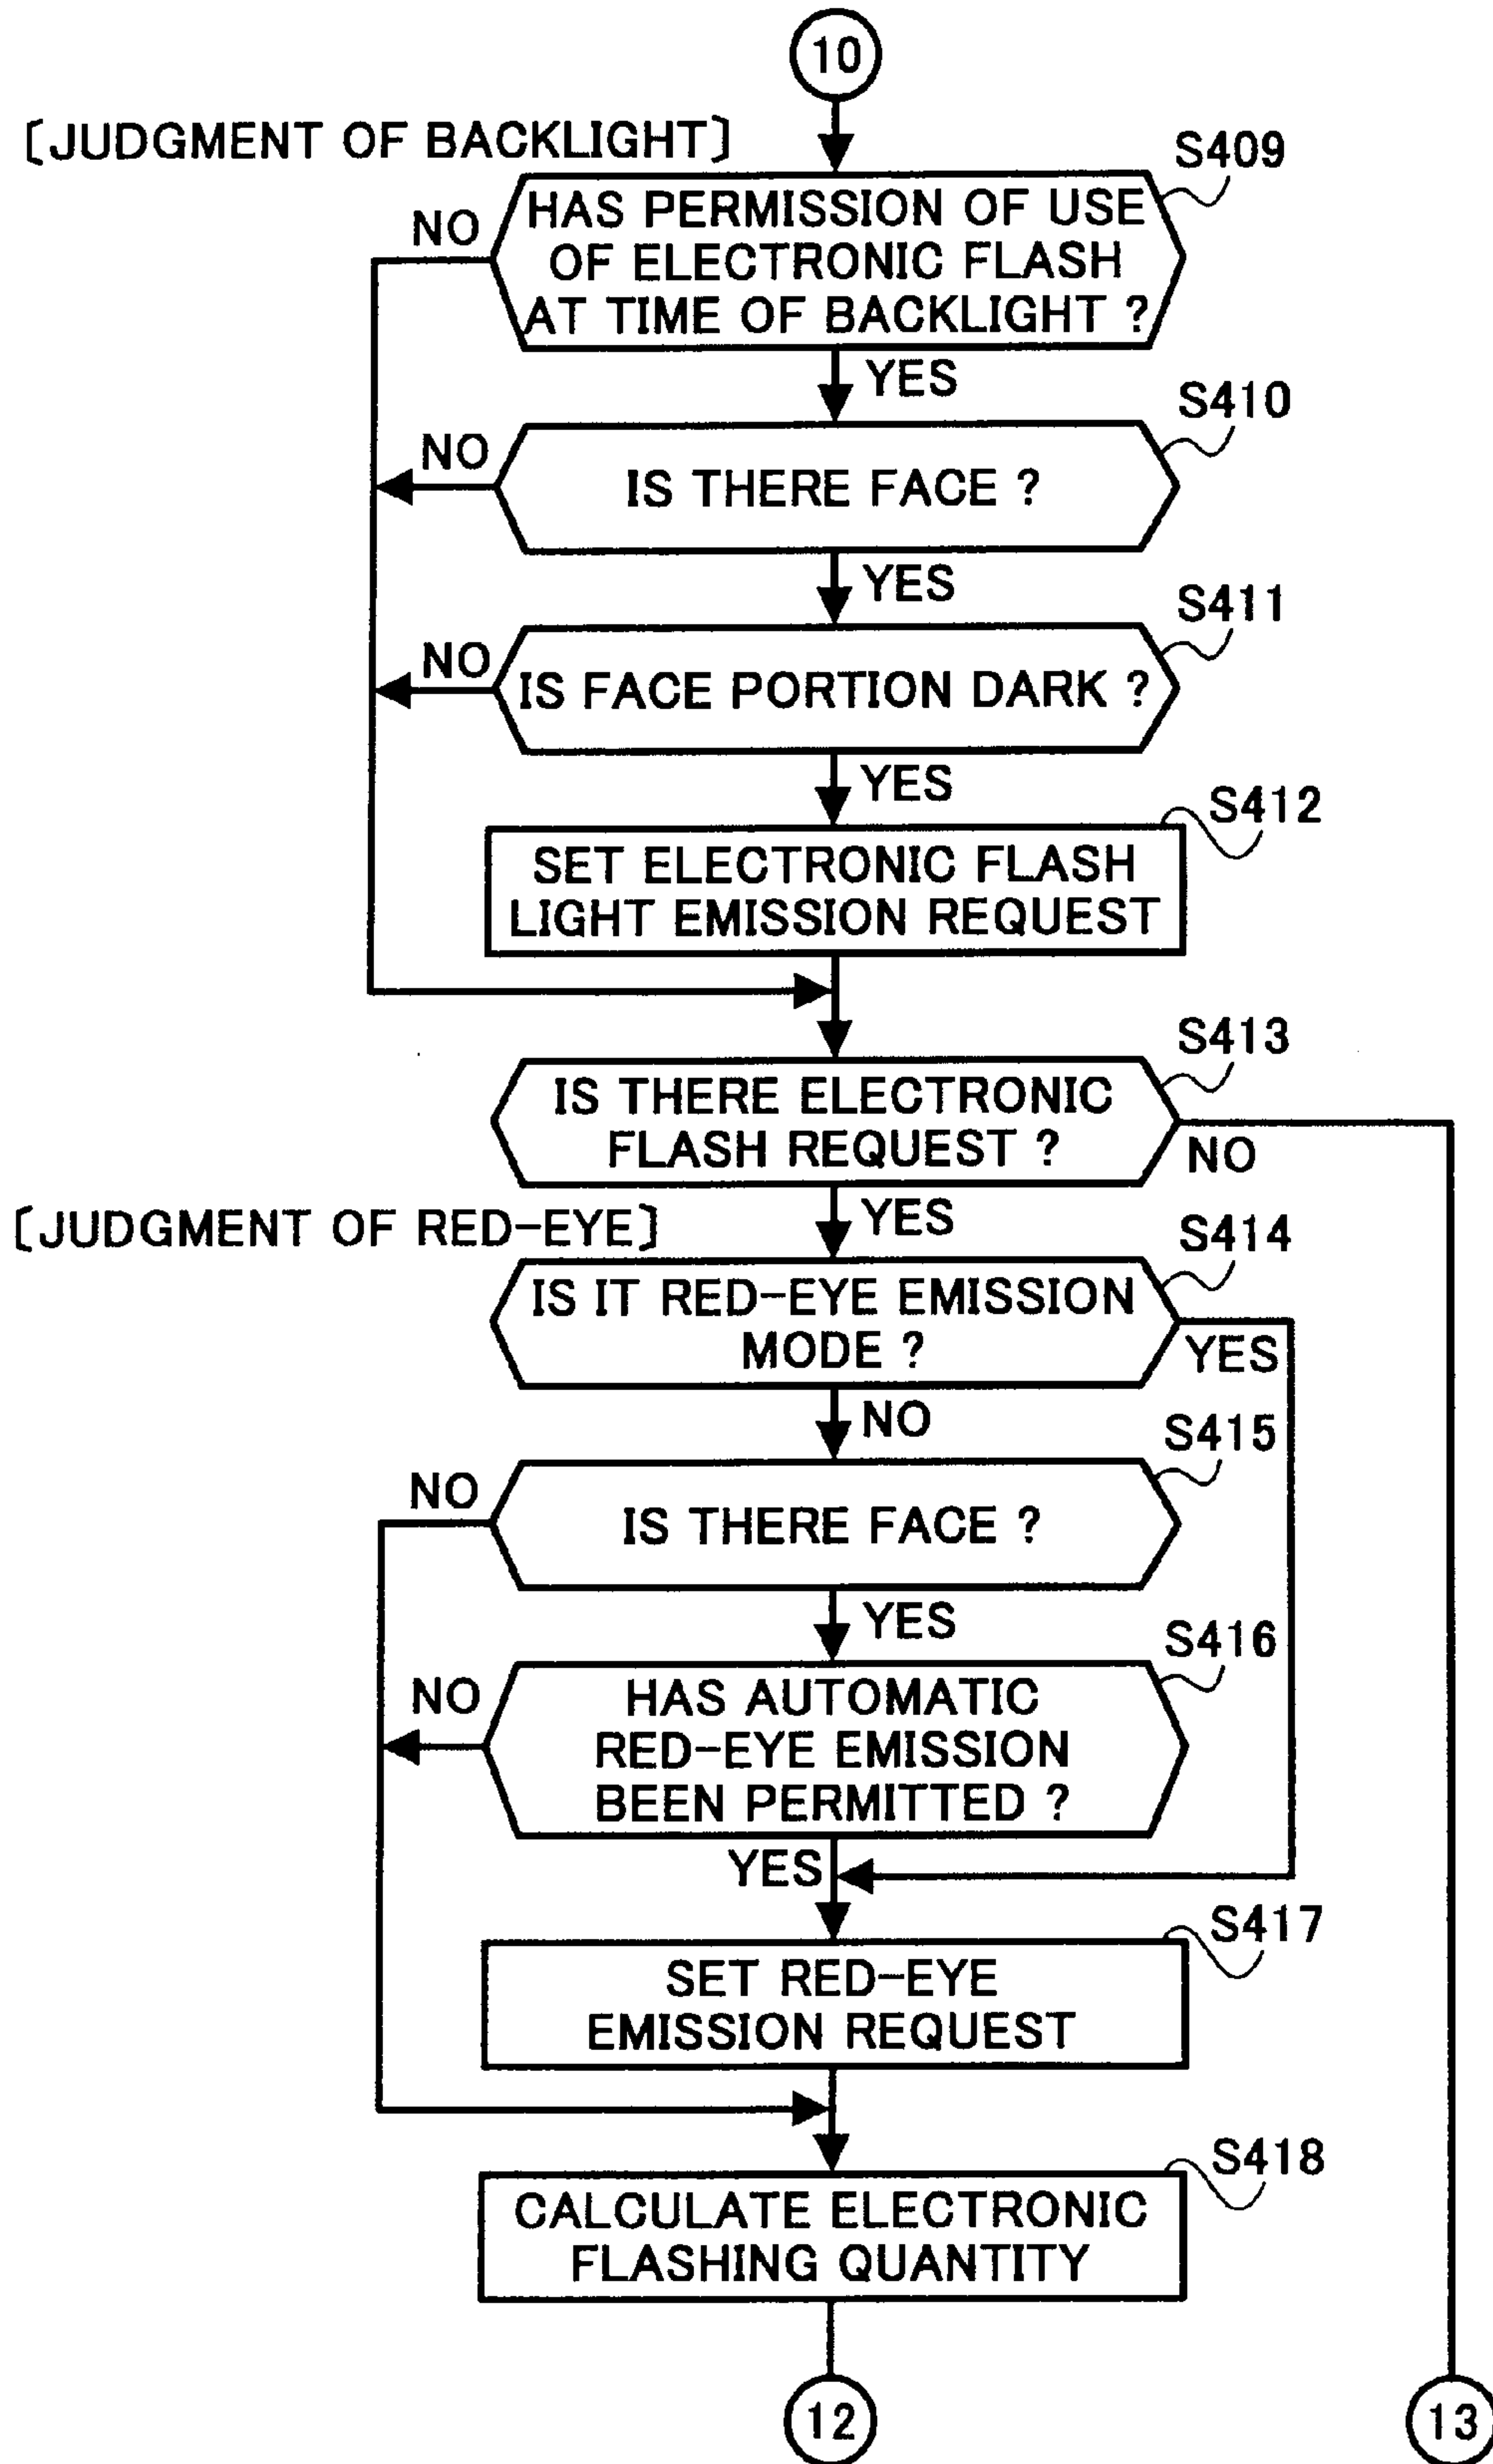 10
[JUDGMENT OF BACKLIGHT]
S409
HAS PERMISSION OF USE
OF ELECTRONIC FLASH
AT TIME OF BACKLIGHT ?
NO
YES
S410
IS THERE FACE ?
NO
YES
S411
IS FACE PORTION DARK ?
NO
YES
S412
SET ELECTRONIC FLASH
LIGHT EMISSION REQUEST
S413
IS THERE ELECTRONIC
FLASH REQUEST ?
NO
YES
[JUDGMENT OF RED-EYE]
S414
IS IT RED-EYE EMISSION
MODE ?
YES
NO
S415
IS THERE FACE ?
NO
YES
S416
HAS AUTOMATIC
RED-EYE EMISSION
BEEN PERMITTED ?
NO
YES
S417
SET RED-EYE
EMISSION REQUEST
S418
CALCULATE ELECTRONIC
FLASHING QUANTITY
12
13